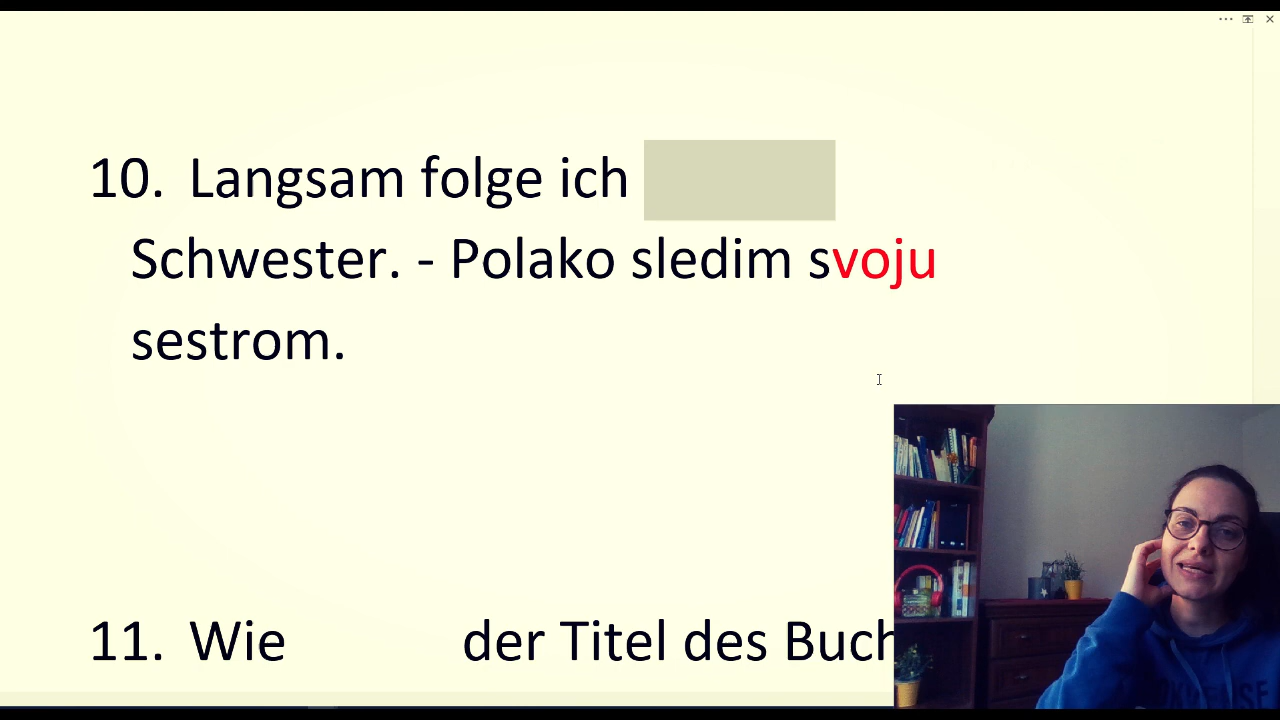 10. Langsam folge ich
Schwester. - Polako sledim svoju
sestrom.
11. Wie der Titel des Buch